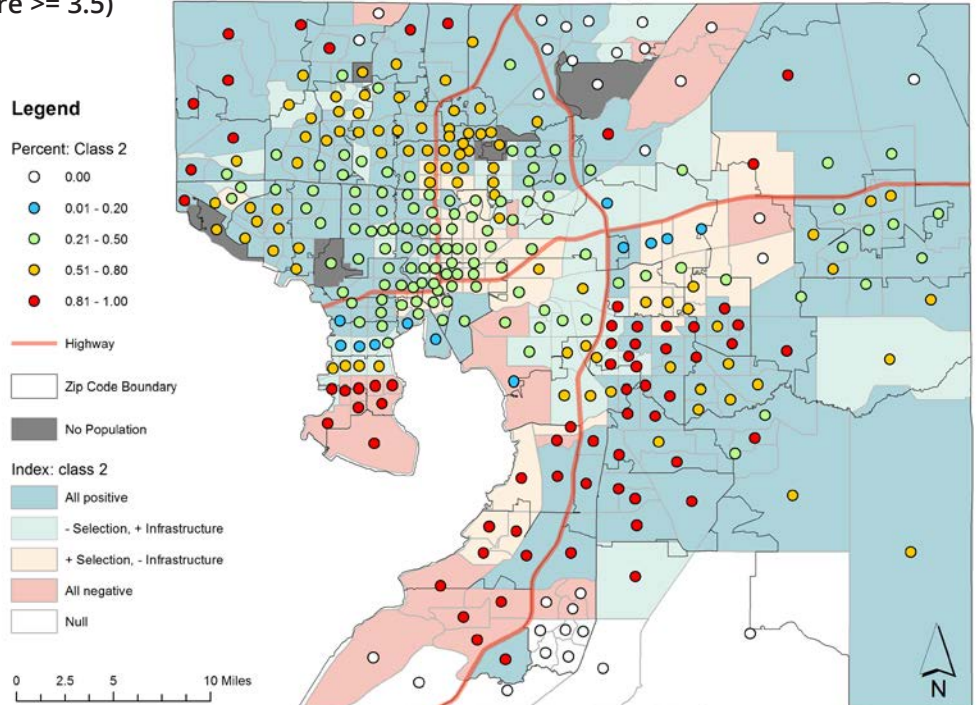 re >= 3.5)
Legend
Percent: Class 2
0.00
0.01 - 0.20
0.21 - 0.50
0.51 - 0.80
0.81 - 1.00
Highway
Zip Code Boundary
No Population
Index: class 2
All positive
- Selection, + Infrastructure
+ Selection, - Infrastructure
All negative
Null
0 2.5 5 10 Miles
N